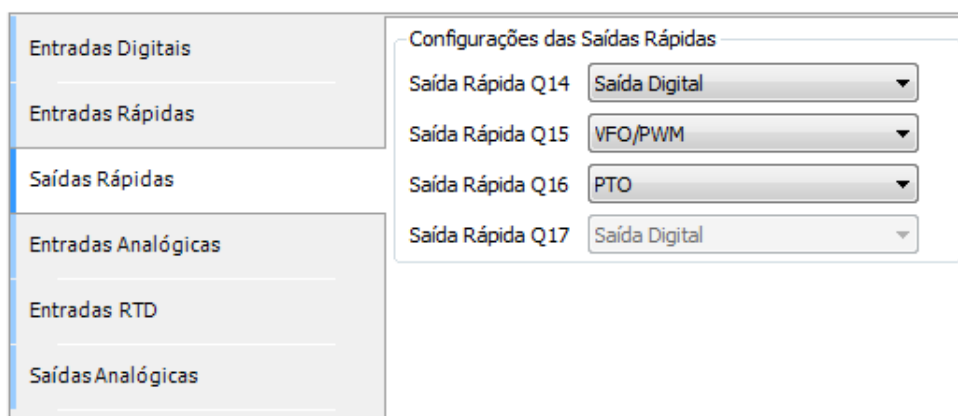 Entradas Digitais
Entradas Rápidas
Saídas Rápidas
Entradas Analógicas
Entradas RTD
Saídas Analógicas
Configurações das Saídas Rápidas
Saída Rápida Q14 Saída Digital
Saída Rápida Q15 VFO/PWM
Saída Rápida Q16 PTO
Saída Rápida Q17 Saída Digital